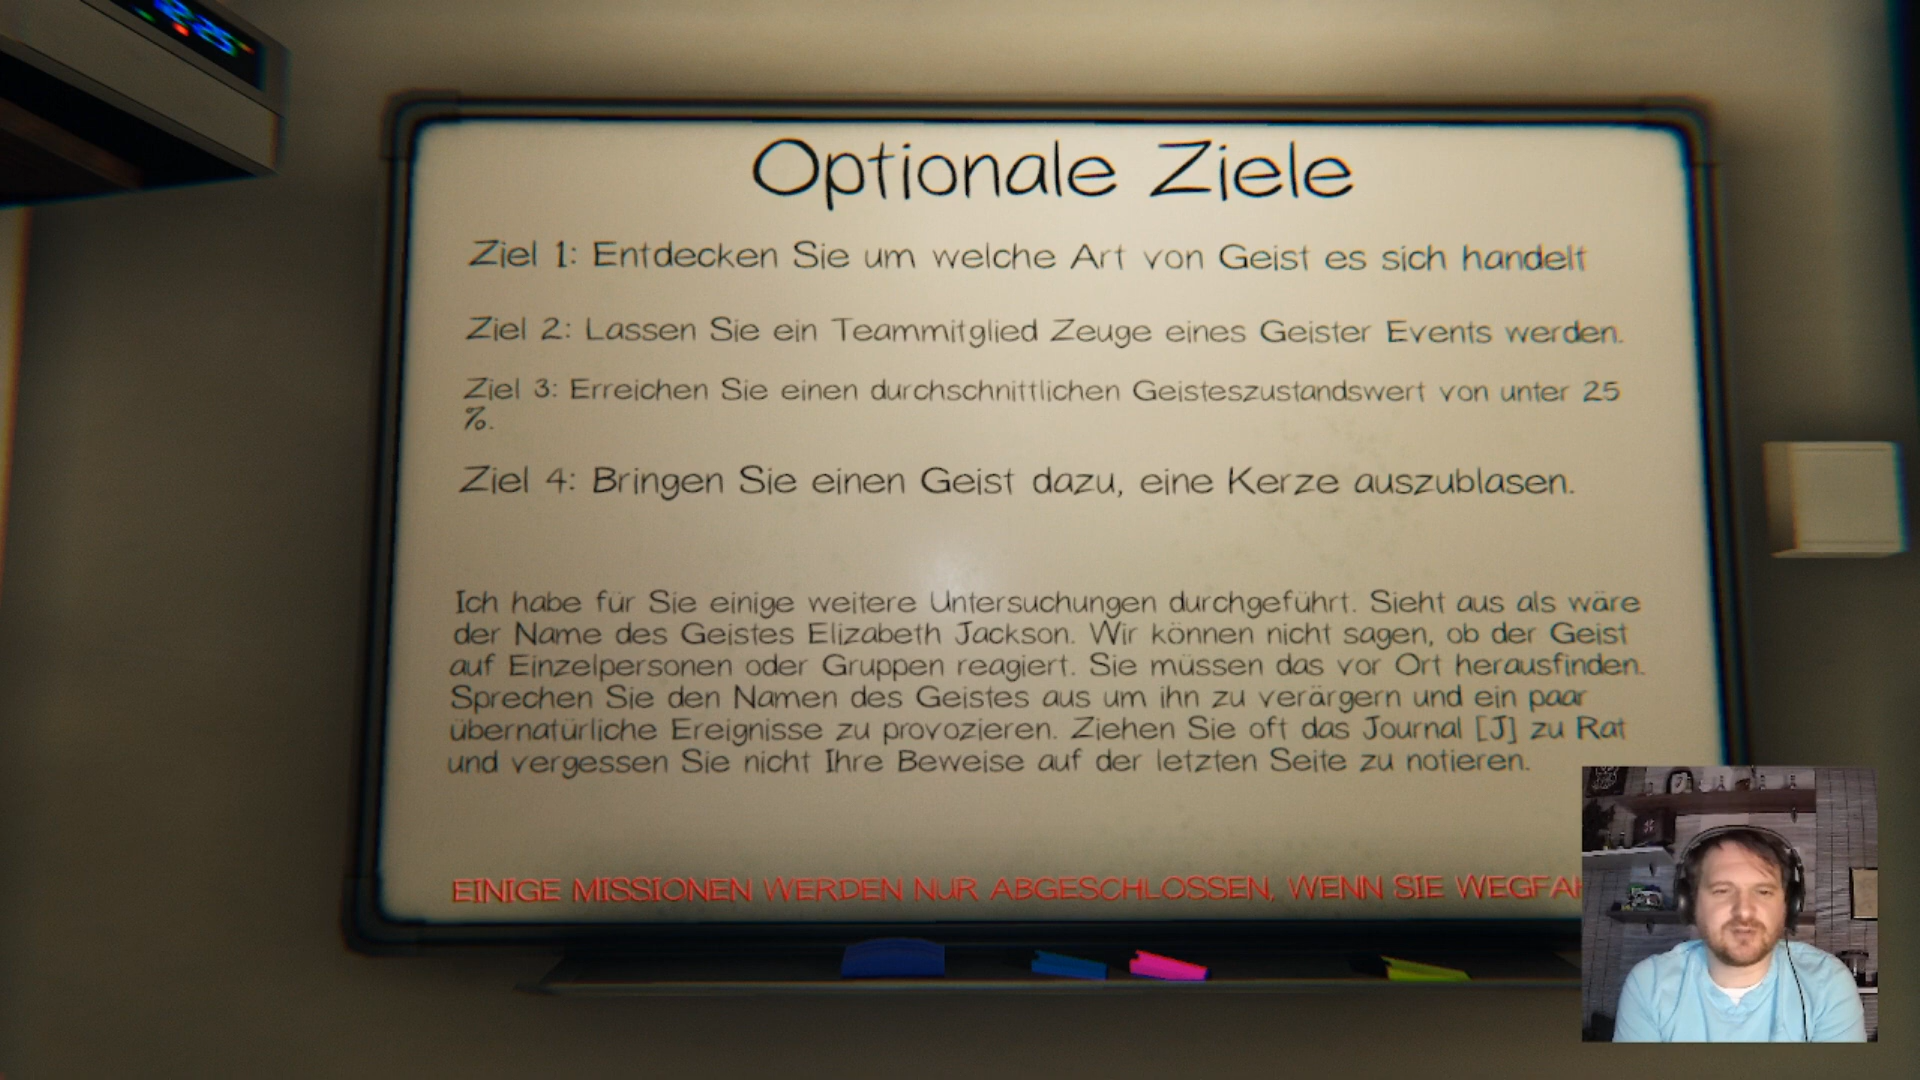 Optionale Ziele
Ziel 1: Entdecken Sie um welche Art von Geist es sich handelt
Ziel 2: Lassen Sie ein Teammitglied Zeuge eines Geister Events werden.
Ziel 3: Erreichen Sie einen durchschnittlichen Geisteszustandswert von unter 25
%.
Ziel 4: Bringen Sie einen Geist dazu, eine Kerze auszublasen.
Ich habe für Sie einige weitere Untersuchungen durchgeführt. Sieht aus als wäre
der Name des Geistes Elizabeth Jackson. Wir können nicht sagen, ob der Geist
auf Einzelpersonen oder Gruppen reagiert. Sie müssen das vor Ort herausfinden.
Sprechen Sie den Namen des Geistes aus um ihn zu verärgern und ein paar
übernatürliche Ereignisse zu provozieren. Ziehen Sie oft das Journal [J] zu Rat
und vergessen Sie nicht Ihre Beweise auf der letzten Seite zu notieren.
EINIGE MISSIONEN WERDEN NUR ABGESCHLOSSEN, WENN SIE